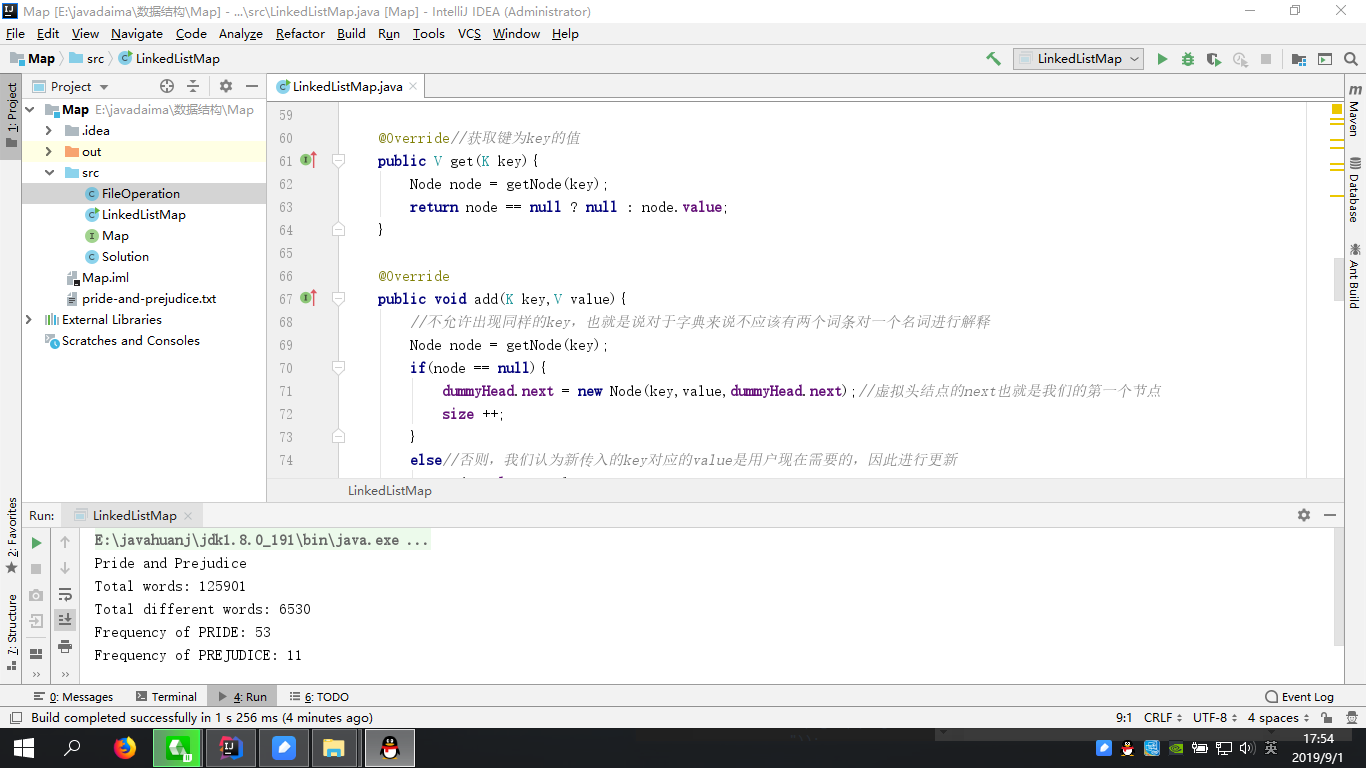 Map [E:\javadaima\数据结构\Map] - ...\src\LinkedListMap.java [Map] - IntelliJ IDEA (Administrator)
File Edit View Navigate Code Analyze Refactor Build Run Tools VCS Window Help
Map src LinkedListMap
LinkedListMap
1: Project
Project
LinkedListMap.java
Map E:\javadaima\数据结构\Map
.idea
out
src
FileOperation
LinkedListMap
Map
Solution
Map.iml
pride-and-prejudice.txt
External Libraries
Scratches and Consoles
59
60 @Override//获取键为key的值
61 public V get(K key){
62 Node node = getNode(key);
63 return node == null ? null : node.value;
64 }
65
66 @Override
67 public void add(K key,V value){
68 //不允许出现同样的key，也就是说对于字典来说不应该有两个词条对一个名词进行解释
69 Node node = getNode(key);
70 if(node == null){
71 dummyHead.next = new Node(key,value,dummyHead.next);//虚拟头结点的next也就是我们的第一个节点
72 size ++;
73 }
74 else//否则，我们认为新传入的key对应的value是用户现在需要的，因此进行更新
LinkedListMap
m Maven
Database
Ant Build
2: Favorites
7: Structure
Run: LinkedListMap
E:\javahuanj\jdk1.8.0_191\bin\java.exe ...
Pride and Prejudice
Total words: 125901
Total different words: 6530
Frequency of PRIDE: 53
Frequency of PREJUDICE: 11
0: Messages Terminal 4: Run 6: TODO Event Log
Build completed successfully in 1 s 256 ms (4 minutes ago) 9:1 CRLF UTF-8 4 spaces
英
17:54
2019/9/1